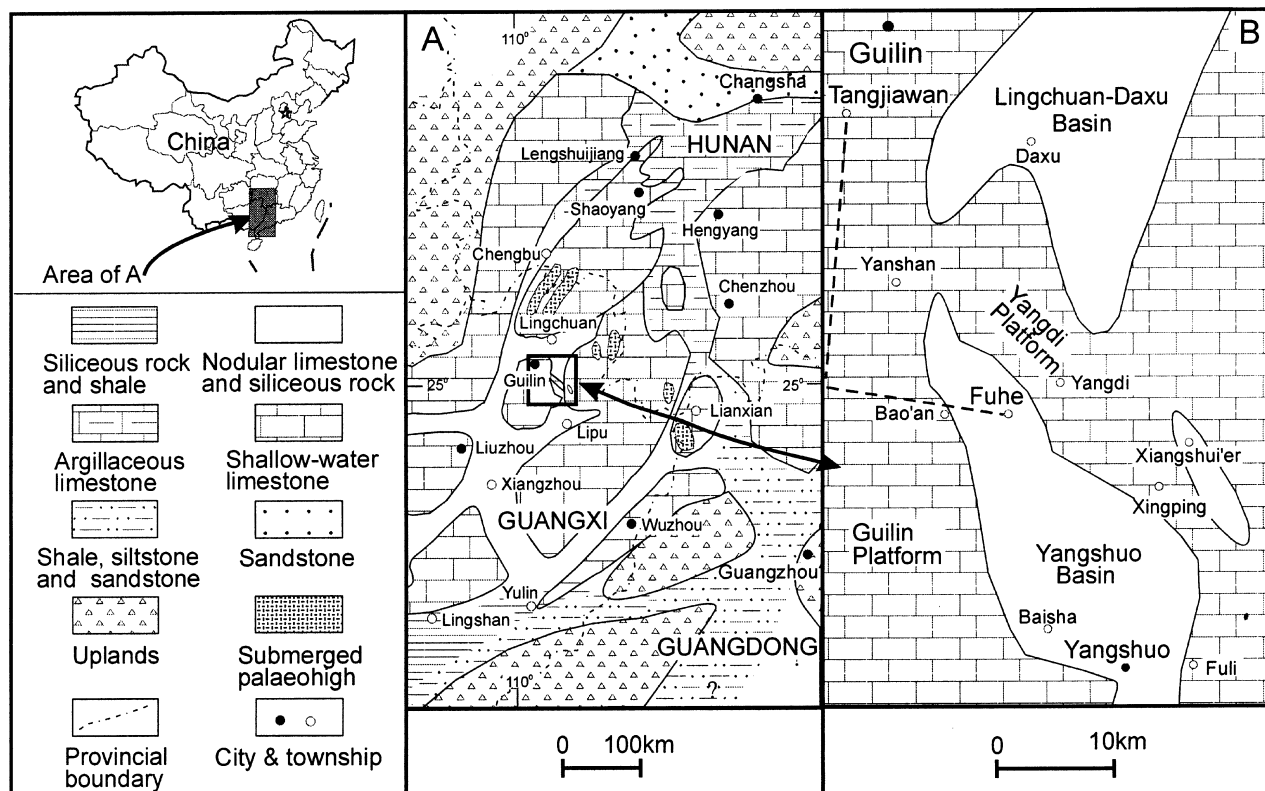 China
Area of A
Siliceous rock
and shale
Nodular limestone
and siliceous rock
Argillaceous
limestone
Shallow-water
limestone
Shale, siltstone
and sandstone
Sandstone
Uplands
Submerged
palaeohigh
Provincial
boundary
City & township
A
110°
Changsha
HUNAN
Lengshuijiang
Shaoyang
Hengyang
Chengbu
Chenzhou
Lingchuan
25°
25°
Guilin
Lianxian
Lipu
Liuzhou
Xiangzhou
GUANGXI
Wuzhou
Guangzhou
Yulin
Lingshan
GUANGDONG
110°
?
0 100km
B
Guilin
Tangjiawan
Lingchuan-Daxu
Basin
Daxu
Yanshan
Yangdi
Platform
Yangdi
Fuhe
Bao'an
Xiangshui'er
Xingping
Guilin
Platform
Yangshuo
Basin
Baisha
Yangshuo
Fuli
0 10km